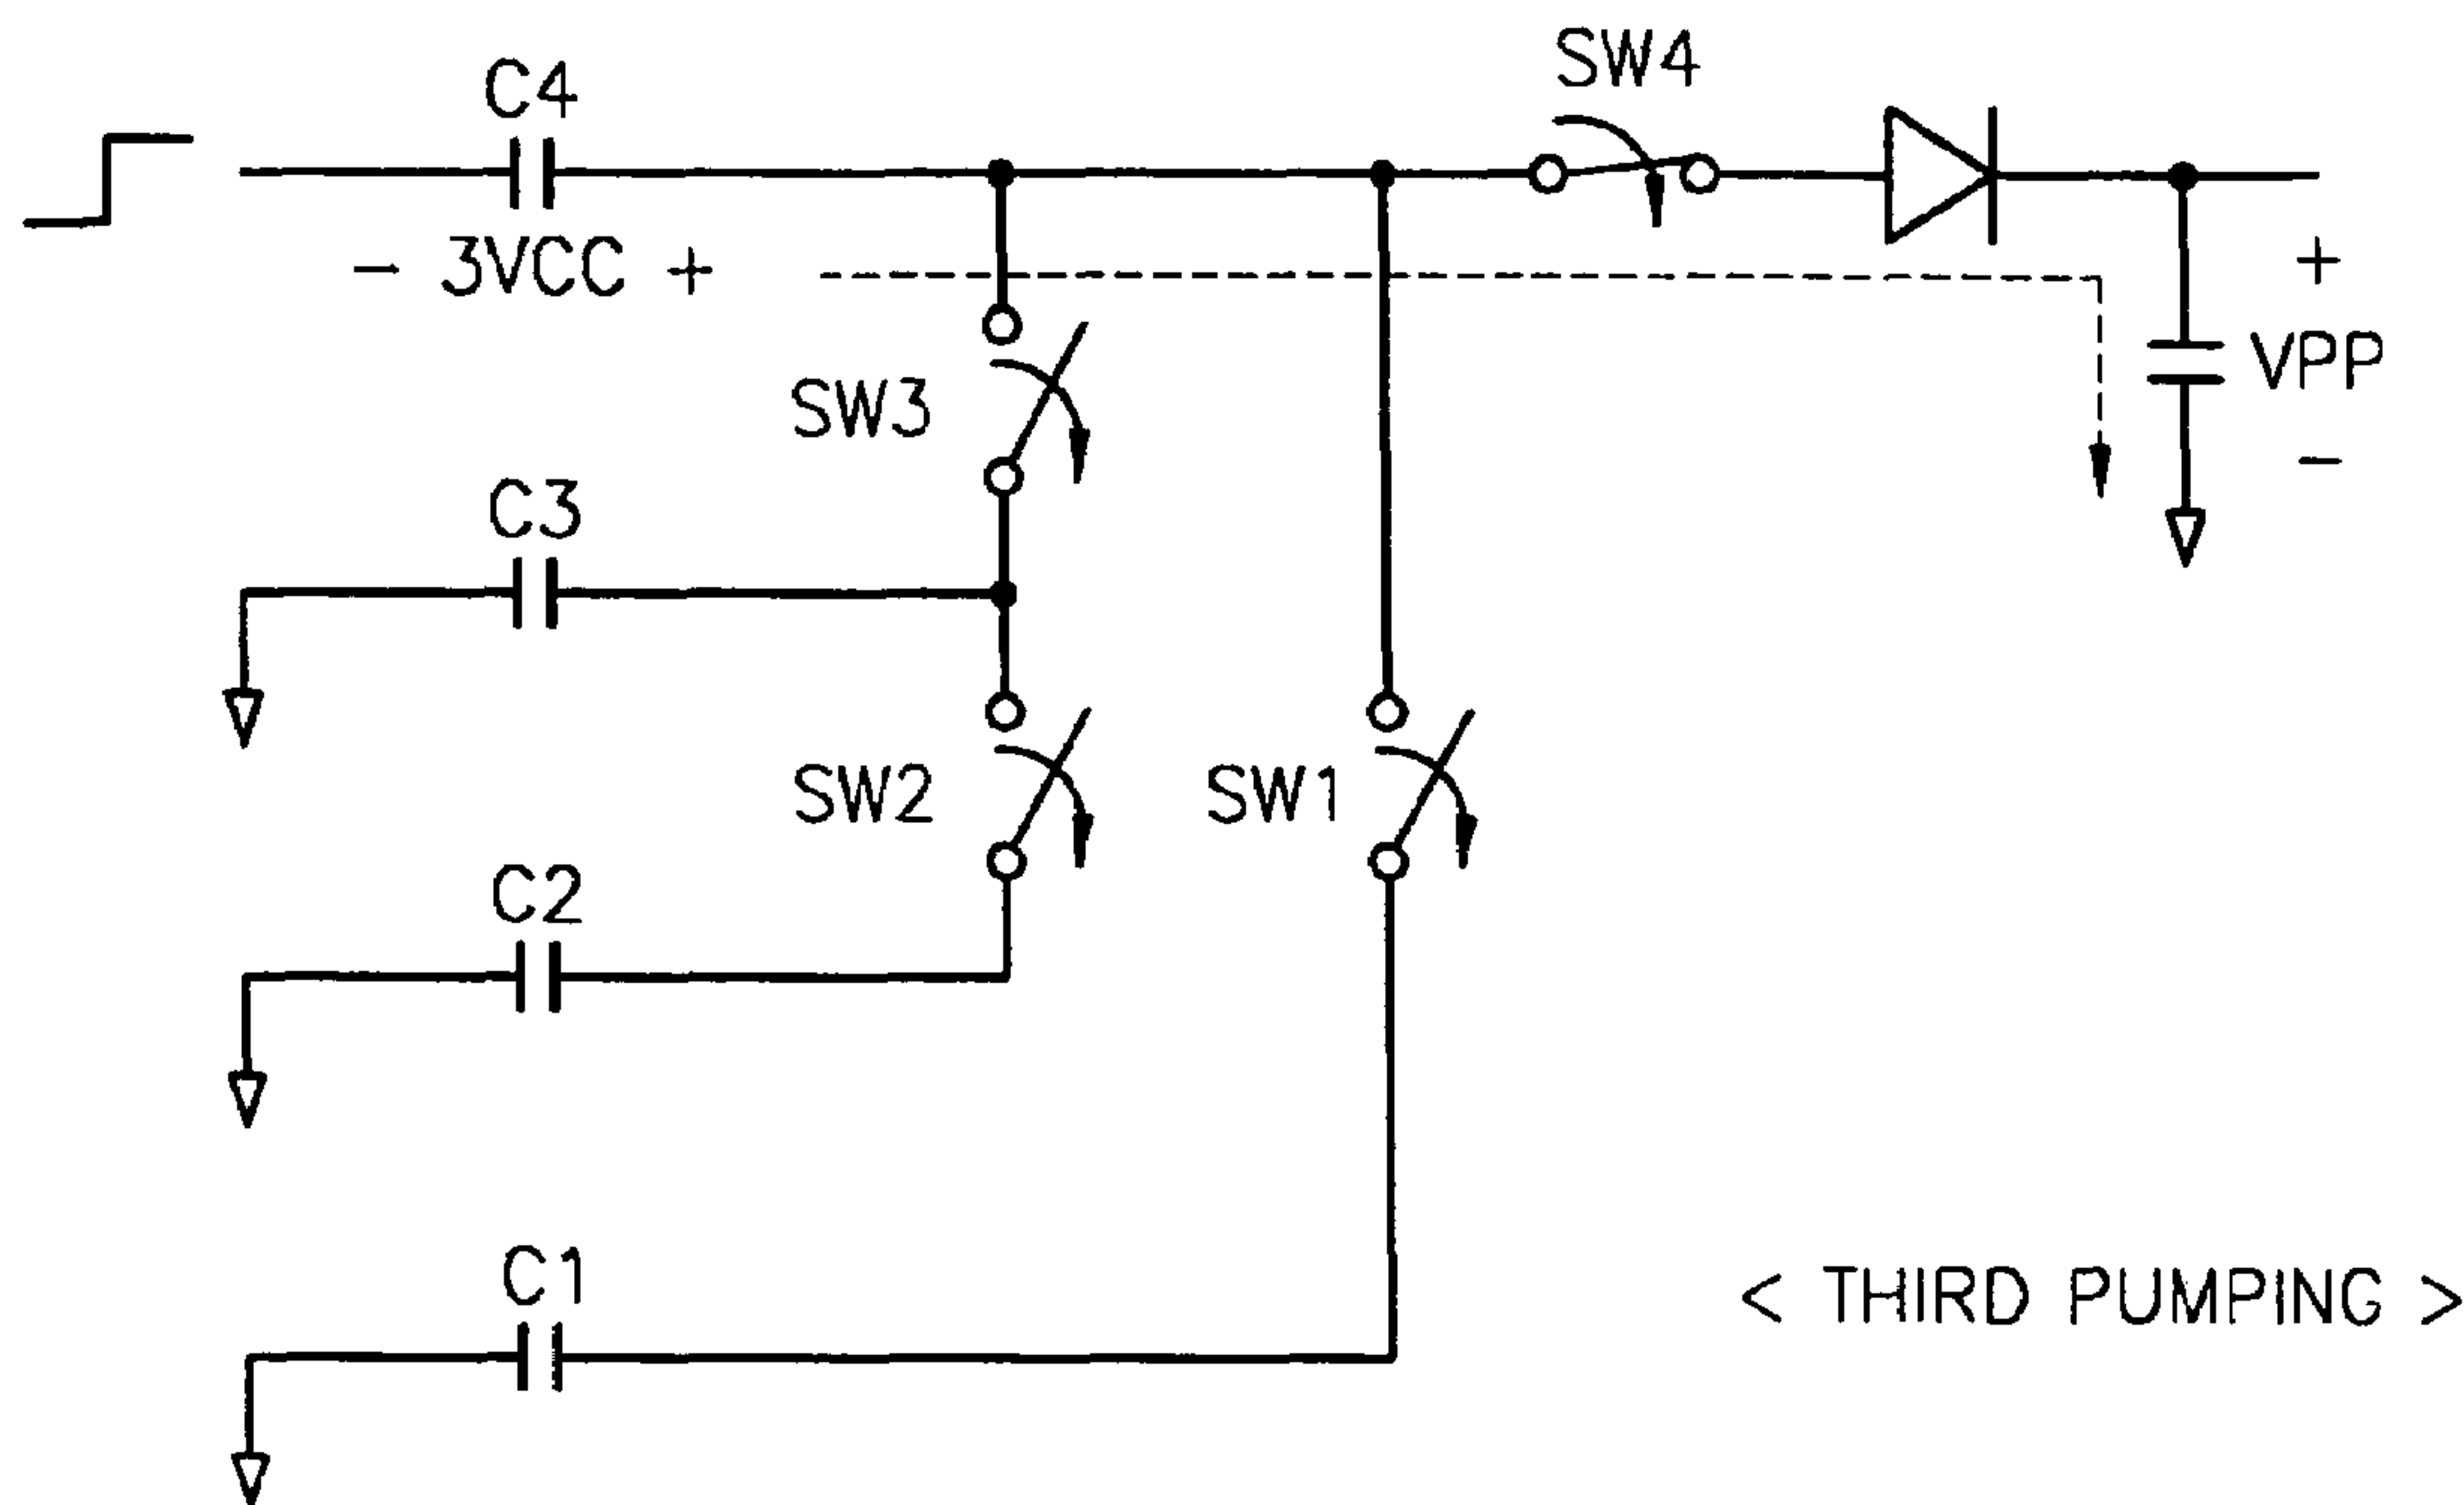 SW4
C4
- 3VCC +
+
VPP
-
SW3
C3
SW2
SW1
C2
C1
< THIRD PUMPING >